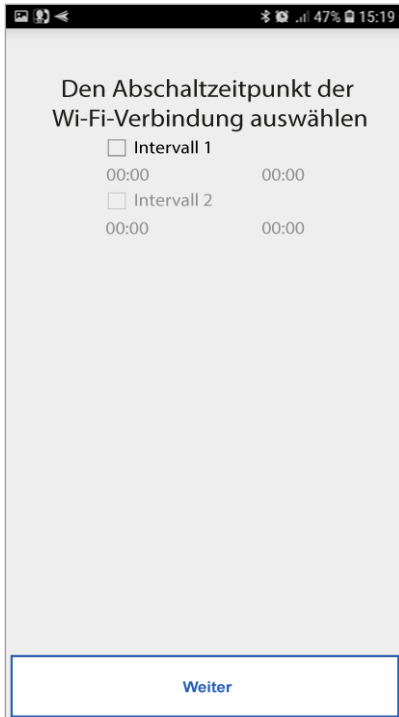 47% 15:19
Den Abschaltzeitpunkt der
Wi-Fi-Verbindung auswählen
Intervall 1
00:00 00:00
Intervall 2
00:00 00:00
Weiter